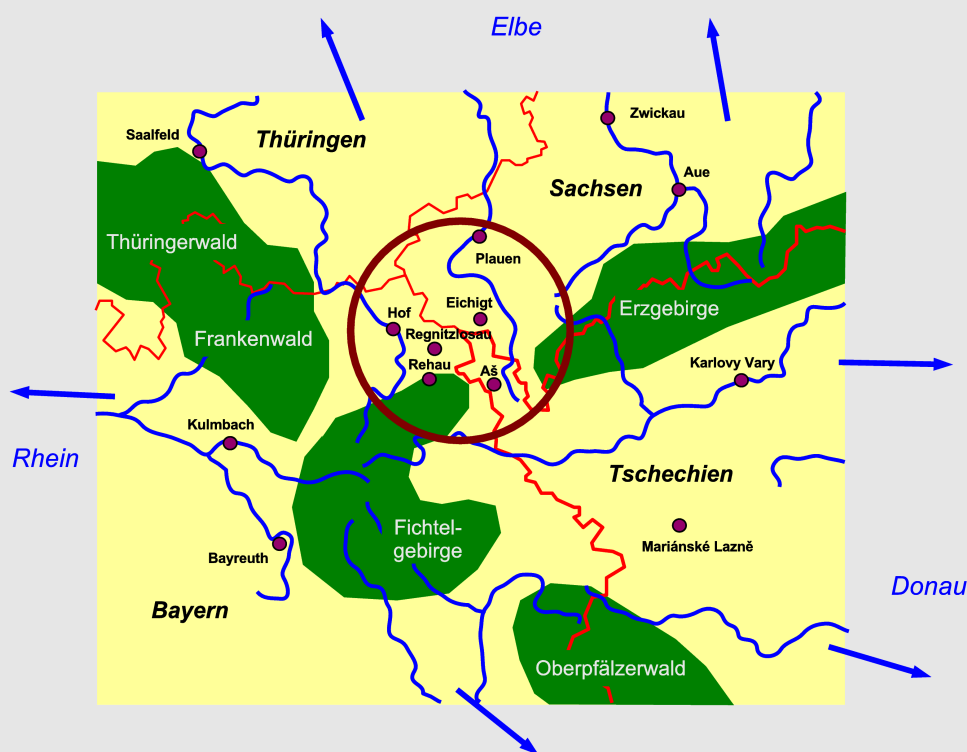 Elbe
Zwickau
Saalfeld
Thüringen
Aue
Sachsen
Thüringerwald
Plauen
Eichigt
Erzgebirge
Hof
Regnitzlosau
Frankenwald
Rehau
Aš
Karlovy Vary
Kulmbach
Rhein
Tschechien
Fichtel-
gebirge
Mariánské Lazně
Bayreuth
Donau
Bayern
Oberpfälzerwald